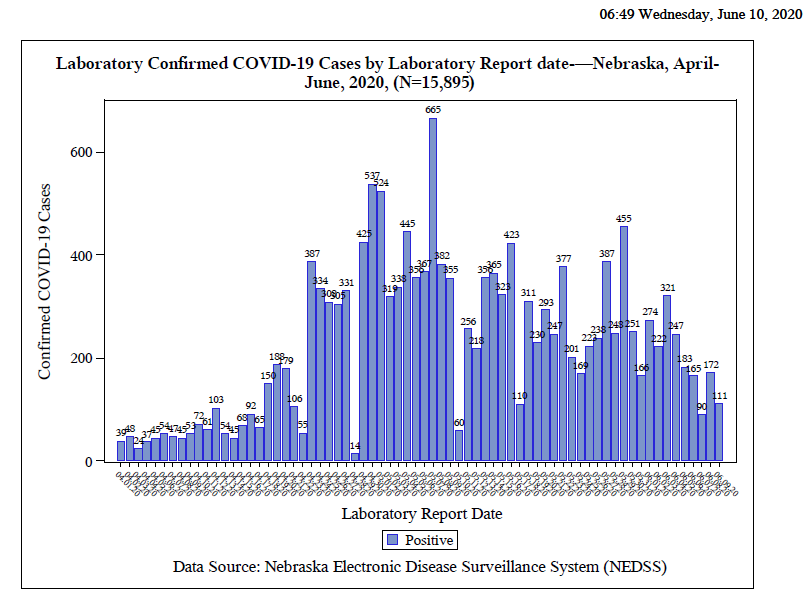 06:49 Wednesday, June 10, 2020
Laboratory Confirmed COVID-19 Cases by Laboratory Report date-—Nebraska, April-
June, 2020, (N=15,895)
Confirmed COVID-19 Cases
600
400
200
0
39 48 24 37 45 54 47 45 53 72 61 103 54 45 68 92 65 150 188 179 106 55 387 334 308 305 331 14 425 537 524 319 338 445 356 367 665 382 355 60 256 218 356 365 323 423 110 311 230 293 247 377 201 169 223 238 387 248 455 251 166 274 222 321 247 183 165 90 172 111
Laboratory Report Date
Positive
Data Source: Nebraska Electronic Disease Surveillance System (NEDSS)